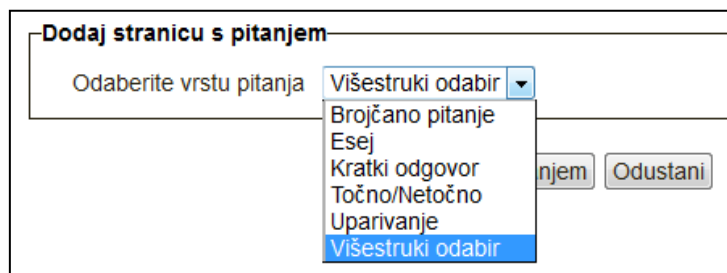 Dodaj stranicu s pitanjem
Odaberite vrstu pitanja Višestruki odabir
Brojčano pitanje
Esej
Kratki odgovor
Točno/Netočno
Uparivanje
Višestruki odabir
njem Odustani